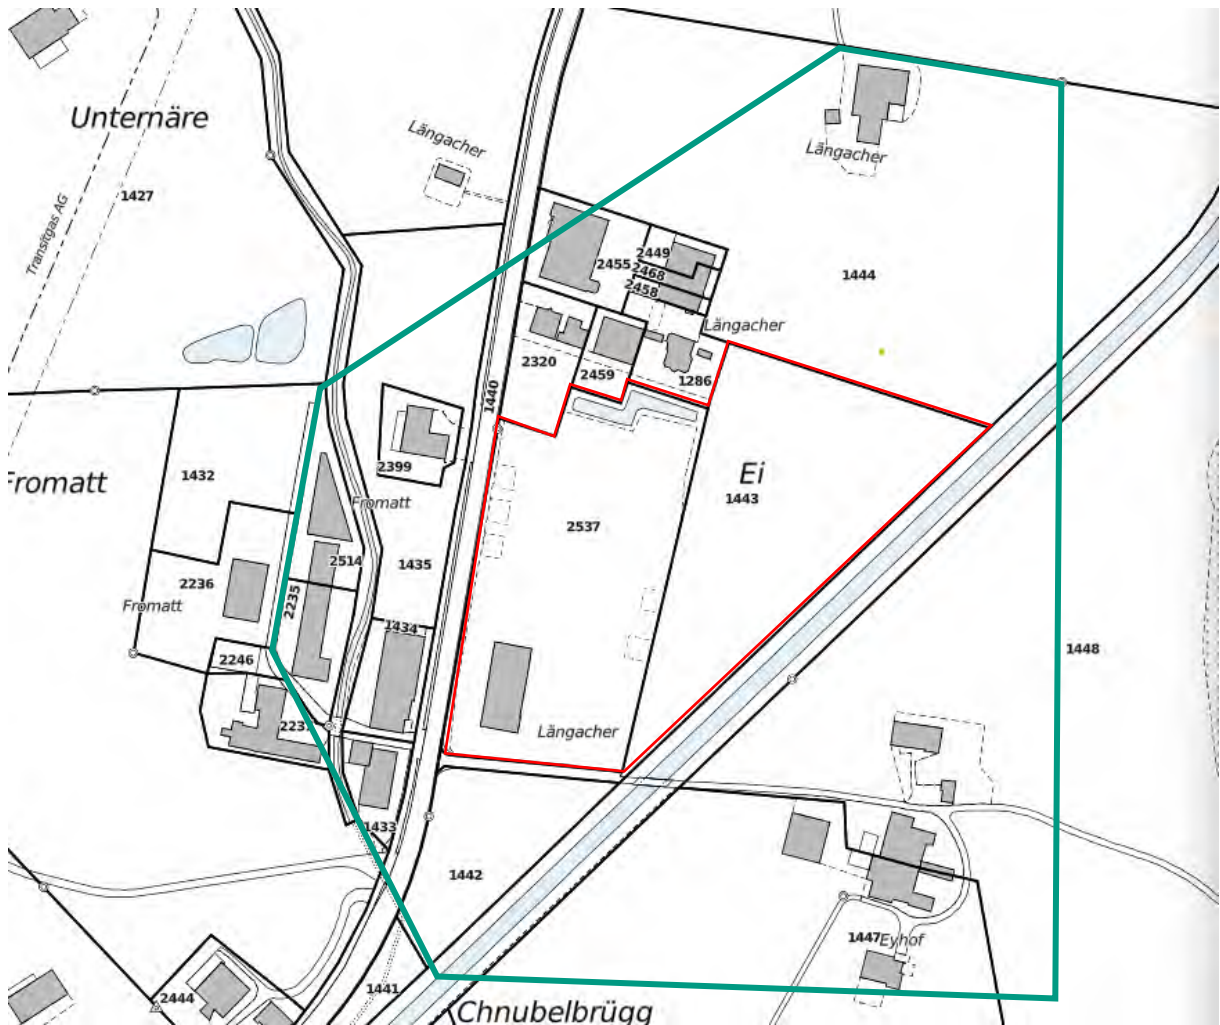 Unternäre
Längacher
Längacher
1427
Transitgas AG
2449
2455
2468
1444
2458
Längacher
2320
2459
1286
1440
2399
Fromatt
1432
Fromatt
Ei
1443
2537
2514
1435
2236
2235
Fromatt
1434
2246
1448
Längacher
1433
1442
1447
Eyhof
1441
2444
Chnubelbrügg